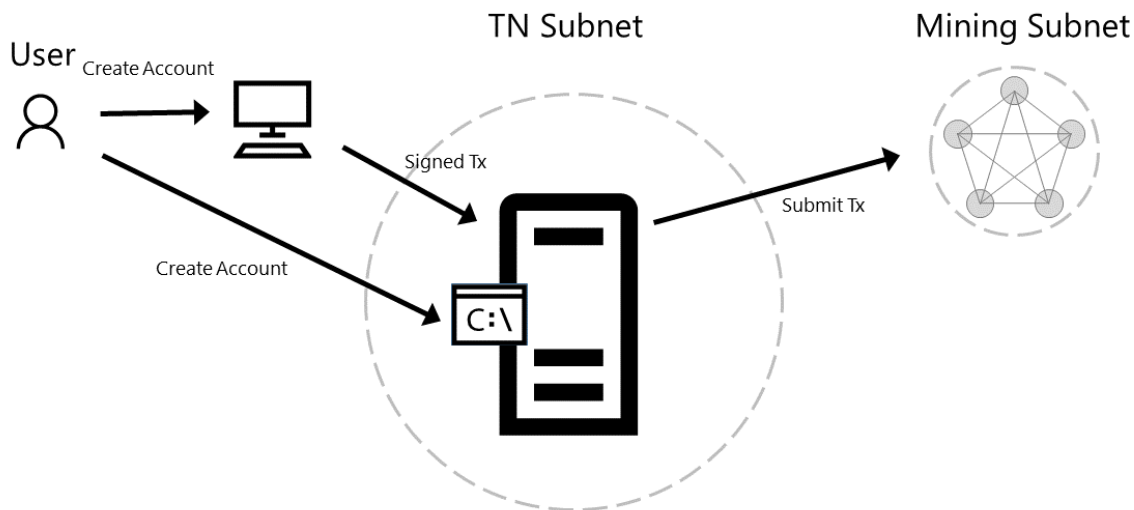 TN Subnet
Mining Subnet
User
Create Account
Signed Tx
Submit Tx
Create Account
C:\